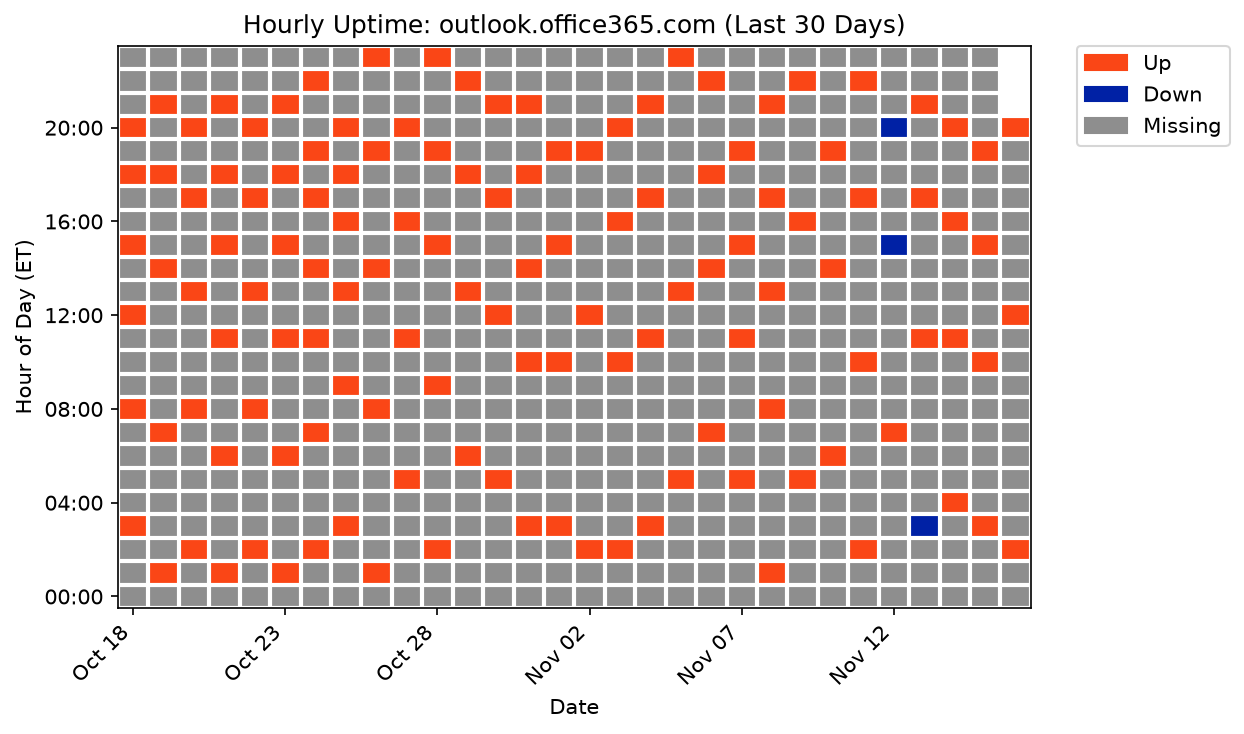 Hourly Uptime: outlook.office365.com (Last 30 Days)
Up
Down
Missing
20:00
16:00
12:00
08:00
04:00
00:00
Hour of Day (ET)
Oct 18
Oct 23
Oct 28
Nov 02
Nov 07
Nov 12
Date